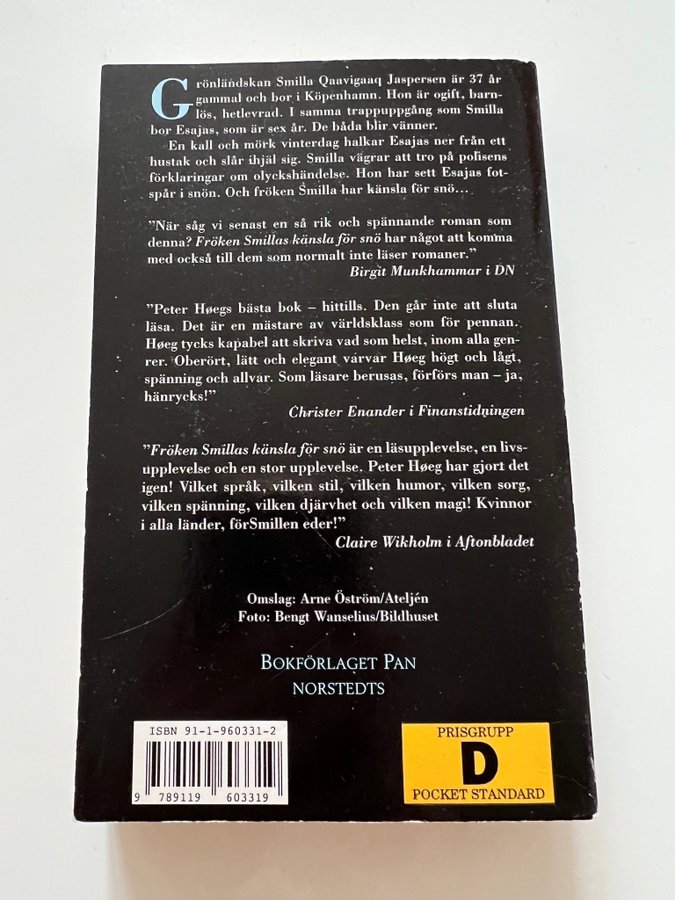 Grönländskan Smilla Qaavigaaq Jaspersen är 37 år
gammal och bor i Köpenhamn. Hon är ogift, barn-
lös, hetlevrad. I samma trappuppgång som Smilla
bor Esajas, som är sex år. De båda blir vänner.
En kall och mörk vinterdag halkar Esajas ner från ett
hustak och slår ihjäl sig. Smilla vägrar att tro på polisens
förklaringar om olyckshändelse. Hon har sett Esajas fot-
spår i snön. Och fröken Smilla har känsla för snö...
”När såg vi senast en så rik och spännande roman som
denna? Fröken Smillas känsla för snö har något att komma
med också till dem som normalt inte läser romaner.”
Birgit Munkhammar i DN
”Peter Høegs bästa bok – hittills. Den går inte att sluta
läsa. Det är en mästare av världsklass som för pennan.
Høeg tycks kapabel att skriva vad som helst, inom alla gen-
rer. Oberört, lätt och elegant varvar Høeg högt och lågt,
spänning och allvar. Som läsare berusas, förförs man – ja,
hänrycks!”
Christer Enander i Finanstidningen
”Fröken Smillas känsla för snö är en läsupplevelse, en livs-
upplevelse och en stor upplevelse. Peter Høeg har gjort det
igen! Vilket språk, vilken stil, vilken humor, vilken sorg,
vilken spänning, vilken djärvhet och vilken magi! Kvinnor
i alla länder, förSmillen eder!”
Claire Wikholm i Aftonbladet
Omslag: Arne Öström/Ateljén
Foto: Bengt Wanselius/Bildhuset
BOKFÖRLAGET PAN
NORSTEDTS
ISBN 91-1-960331-2
9 789119 603319
PRISGRUPP
D
POCKET STANDARD